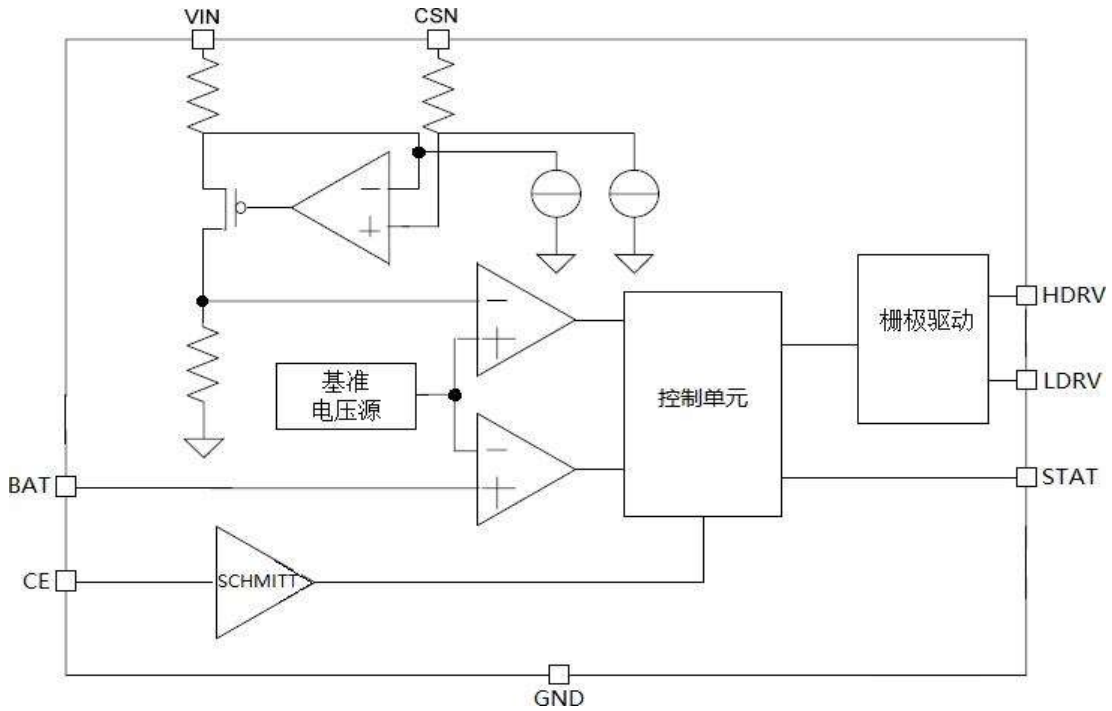 VIN
CSN
−
+
−
+
栅极驱动
HDRV
LDRV
基准
电压源
控制单元
−
+
BAT
STAT
CE
SCHMITT
GND